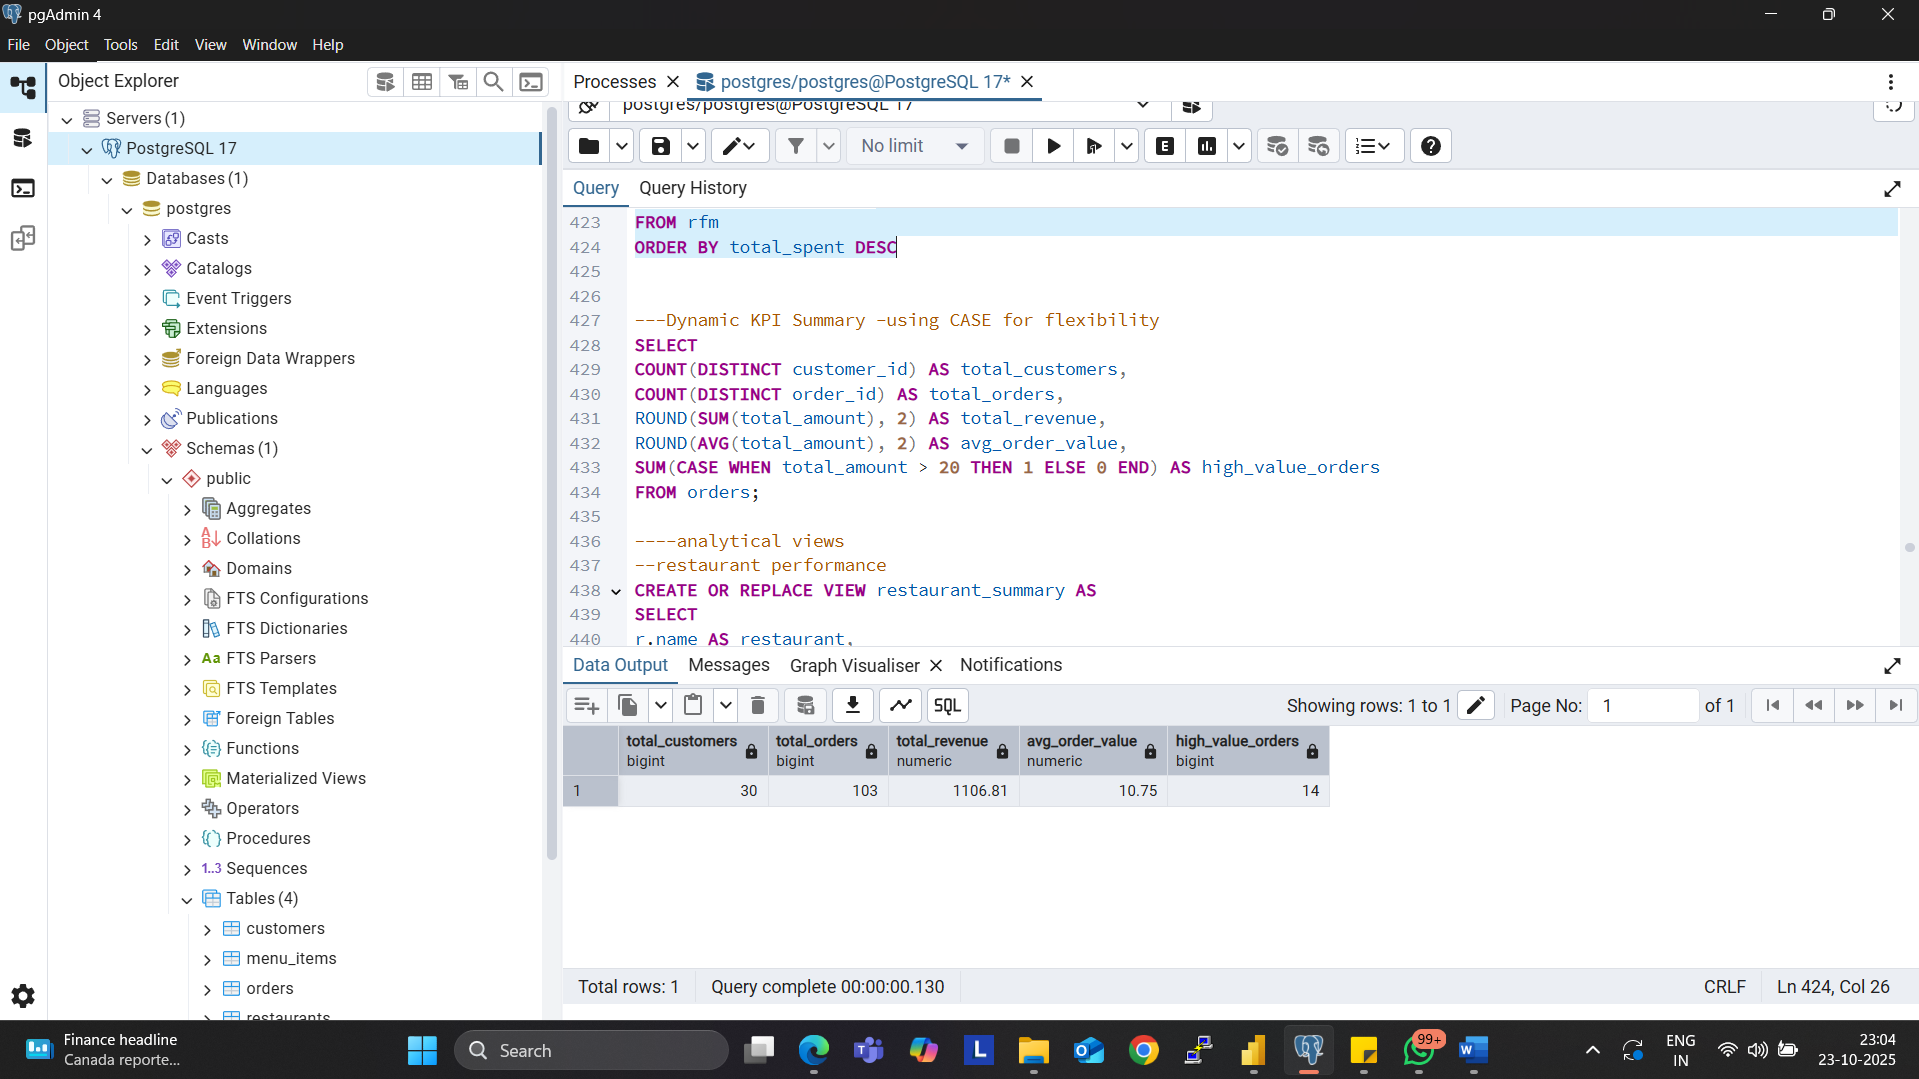 pgAdmin 4
File Object Tools Edit View Window Help
Object Explorer
Servers (1)
PostgreSQL 17
Databases (1)
postgres
Casts
Catalogs
Event Triggers
Extensions
Foreign Data Wrappers
Languages
Publications
Schemas (1)
public
Aggregates
Collations
Domains
FTS Configurations
FTS Dictionaries
Aa FTS Parsers
FTS Templates
Foreign Tables
Functions
Materialized Views
Operators
Procedures
1..3 Sequences
Tables (4)
customers
menu_items
orders
restaurants
Processes postgres/postgres@PostgreSQL 17*
postgres/postgres@PostgreSQL 17
No limit E
Query Query History
423 FROM rfm
424 ORDER BY total_spent DESC
425
426
427 ---Dynamic KPI Summary -using CASE for flexibility
428 SELECT
429 COUNT(DISTINCT customer_id) AS total_customers,
430 COUNT(DISTINCT order_id) AS total_orders,
431 ROUND(SUM(total_amount), 2) AS total_revenue,
432 ROUND(AVG(total_amount), 2) AS avg_order_value,
433 SUM(CASE WHEN total_amount > 20 THEN 1 ELSE 0 END) AS high_value_orders
434 FROM orders;
435
436 ----analytical views
437 --restaurant performance
438 CREATE OR REPLACE VIEW restaurant_summary AS
439 SELECT
440 r.name AS restaurant,
Data Output Messages Graph Visualiser Notifications
SQL Showing rows: 1 to 1 Page No: 1 of 1
total_customers total_orders total_revenue avg_order_value high_value_orders
bigint bigint numeric numeric bigint
1 30 103 1106.81 10.75 14
Total rows: 1 Query complete 00:00:00.130 CRLF Ln 424, Col 26
Finance headline
Canada reporte...
Search
L
99+
W
ENG
IN
23:04
23-10-2025